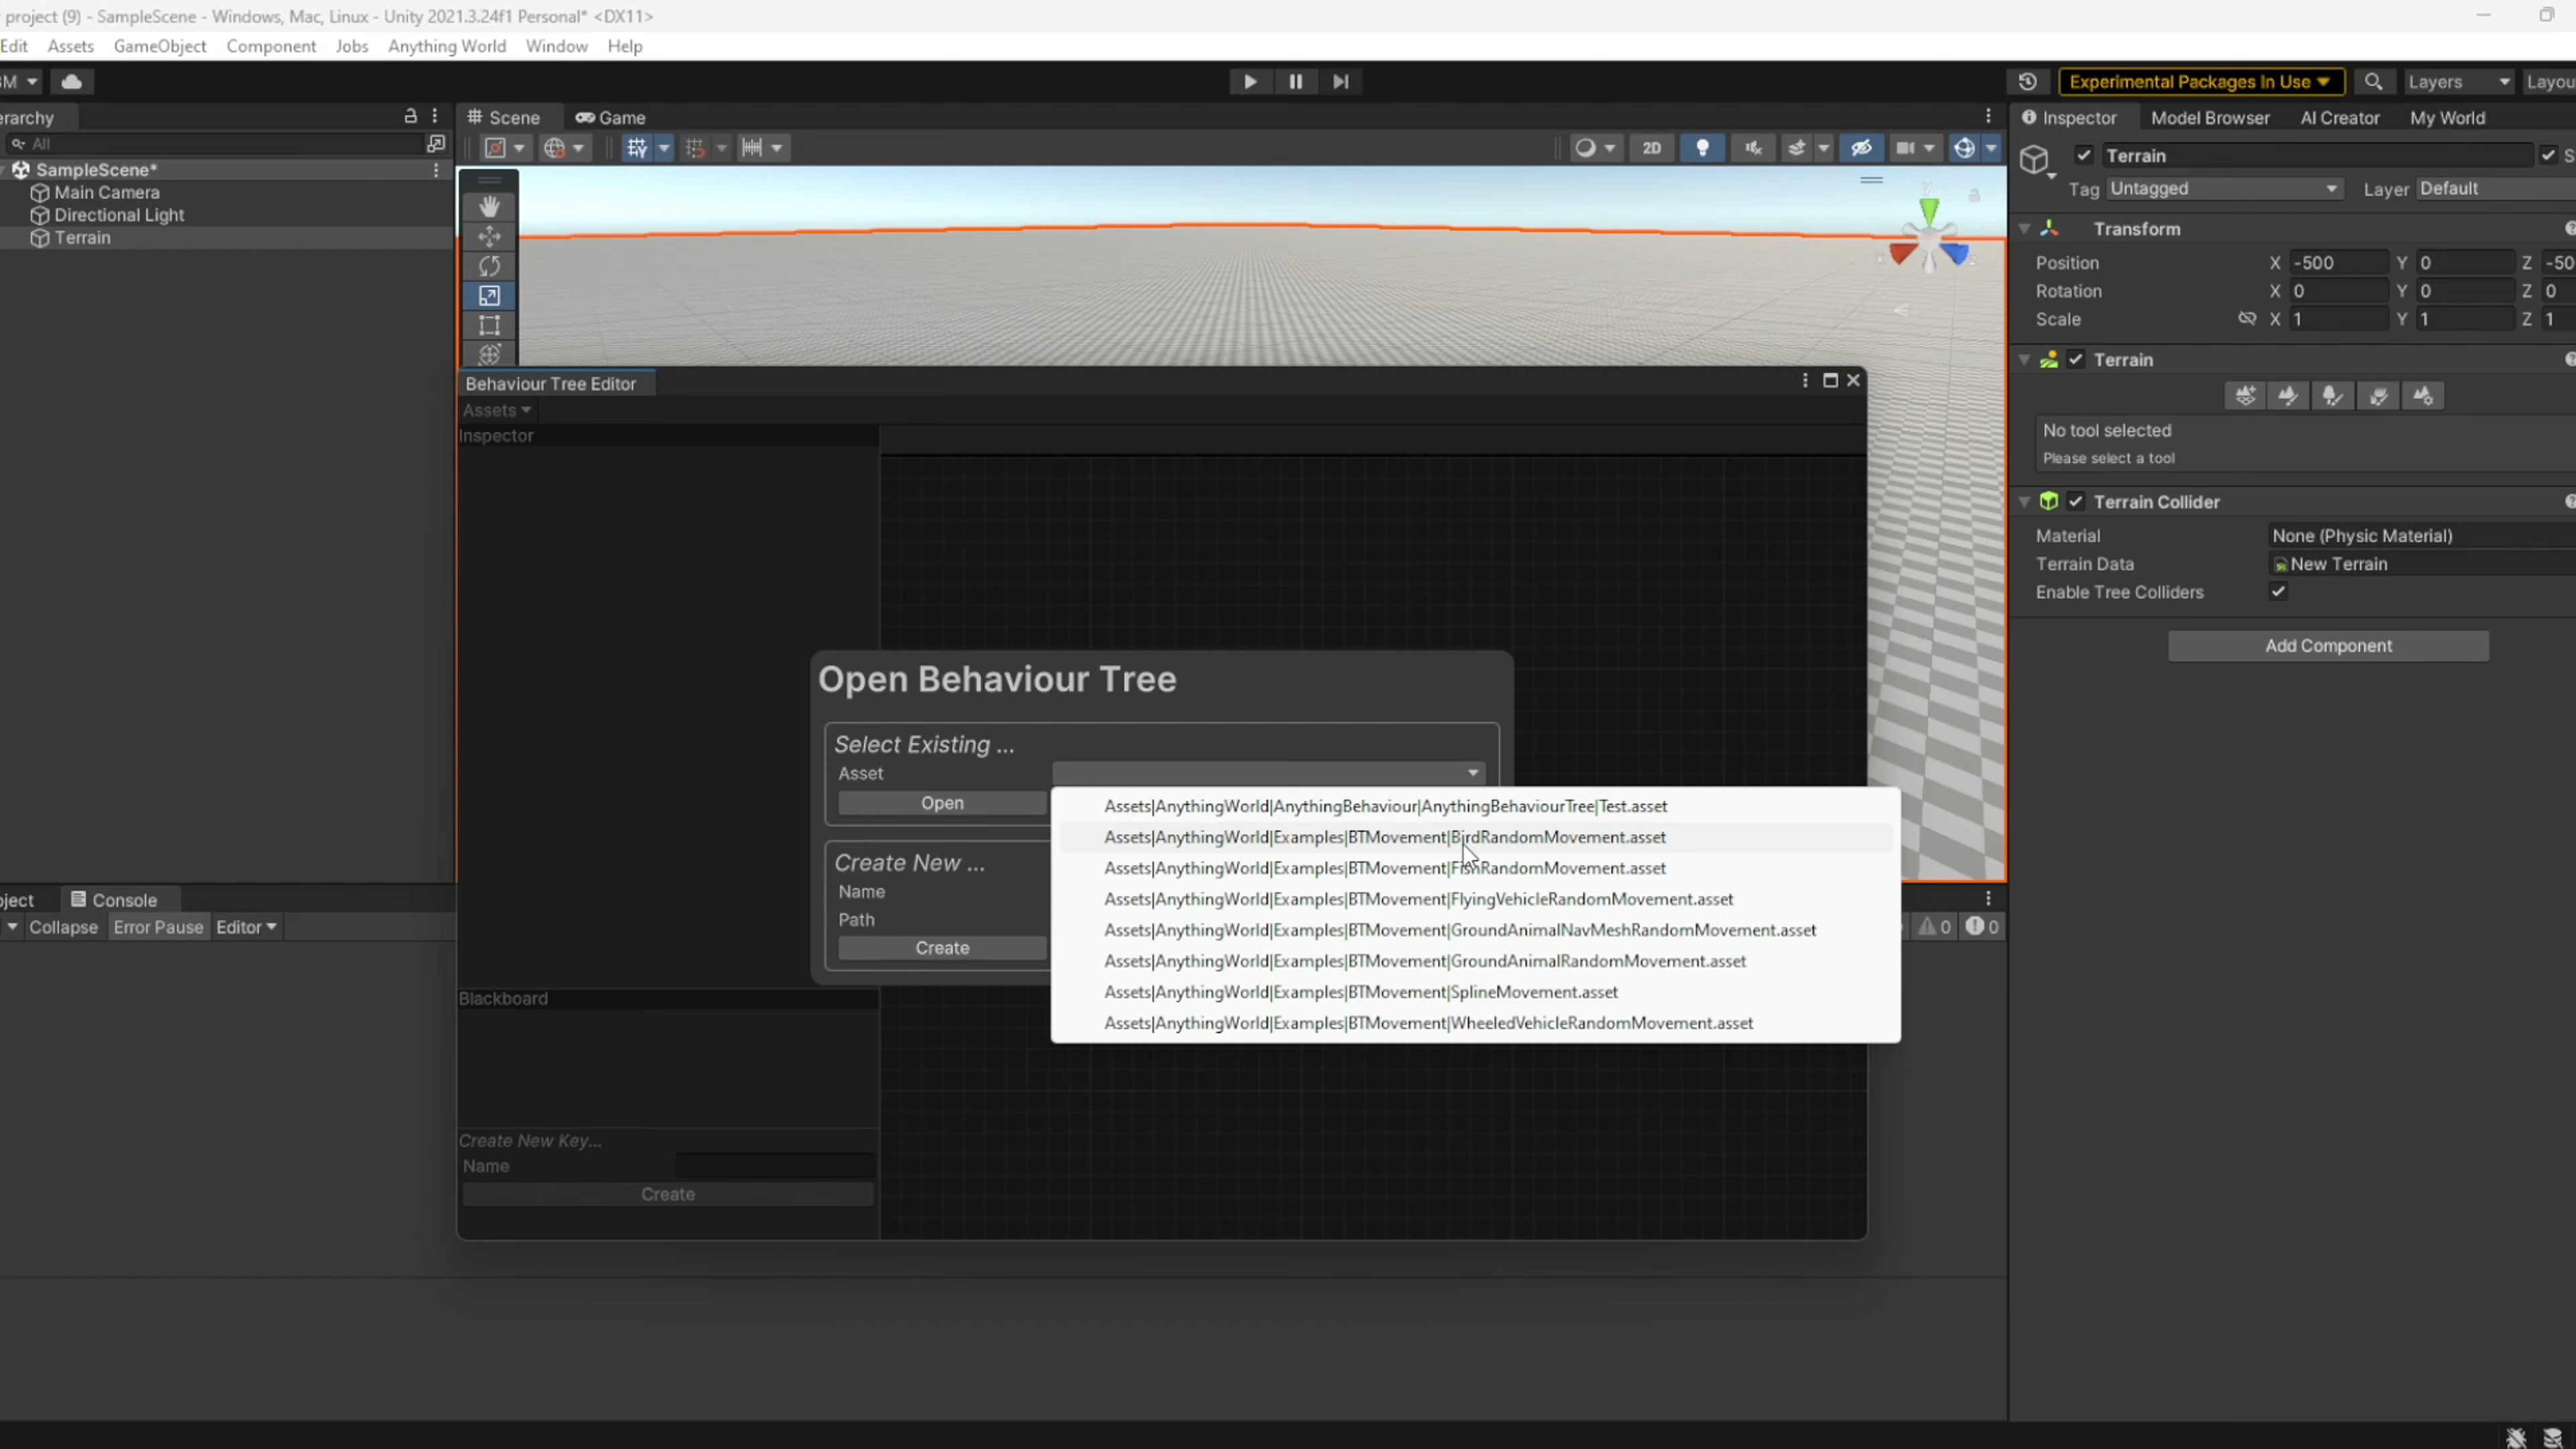 project (9) - SampleScene - Windows, Mac, Linux - Unity 2021.3.24f1 Personal* <DX11>
Edit Assets GameObject Component Jobs Anything World Window Help
Experimental Packages In Use Layers Layou
erarchy
All
SampleScene*
Main Camera
Directional Light
Terrain
Scene Game
2D
Y
Behaviour Tree Editor
Assets
Inspector
Open Behaviour Tree
Select Existing ...
Asset
Open
Create New ...
Name
Path
Create
Assets|AnythingWorld|AnythingBehaviour|AnythingBehaviourTree|Test.asset
Assets|AnythingWorld|Examples|BTMovement|BirdRandomMovement.asset
Assets|AnythingWorld|Examples|BTMovement|FishRandomMovement.asset
Assets|AnythingWorld|Examples|BTMovement|FlyingVehicleRandomMovement.asset
Assets|AnythingWorld|Examples|BTMovement|GroundAnimalNavMeshRandomMovement.asset
Assets|AnythingWorld|Examples|BTMovement|GroundAnimalRandomMovement.asset
Assets|AnythingWorld|Examples|BTMovement|SplineMovement.asset
Assets|AnythingWorld|Examples|BTMovement|WheeledVehicleRandomMovement.asset
Blackboard
Create New Key...
Name
Create
oject Console
Collapse Error Pause Editor
0 0
Inspector Model Browser AI Creator My World
Terrain S
Tag Untagged Layer Default
Transform
Position X -500 Y 0 Z -50
Rotation X 0 Y 0 Z 0
Scale X 1 Y 1 Z 1
Terrain
No tool selected
Please select a tool
Terrain Collider
Material None (Physic Material)
Terrain Data New Terrain
Enable Tree Colliders
Add Component